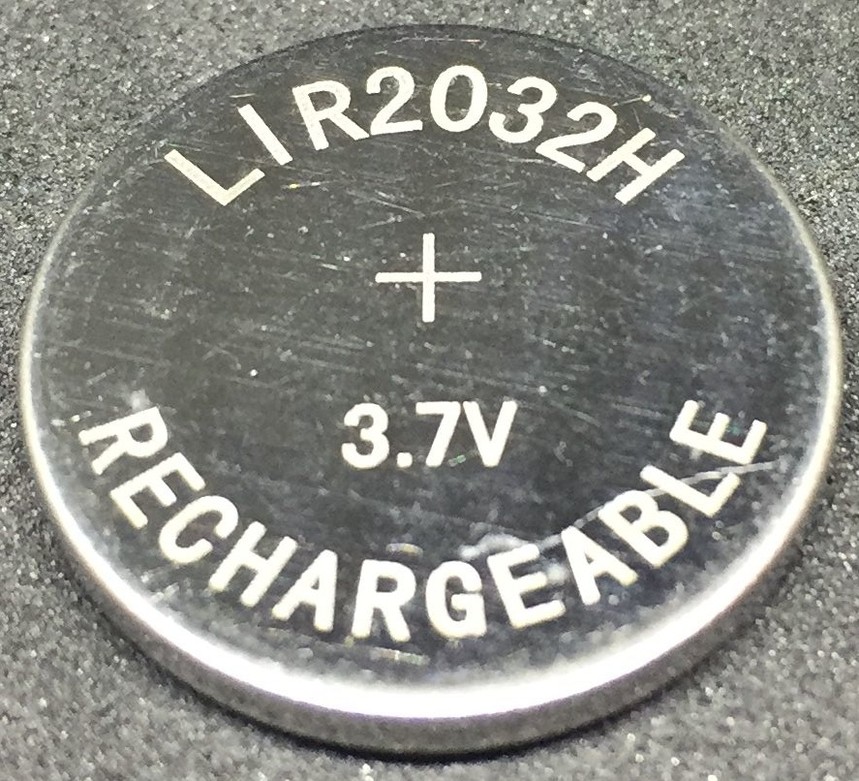 LIR2032H
+
3.7V
RECHARGEABLE